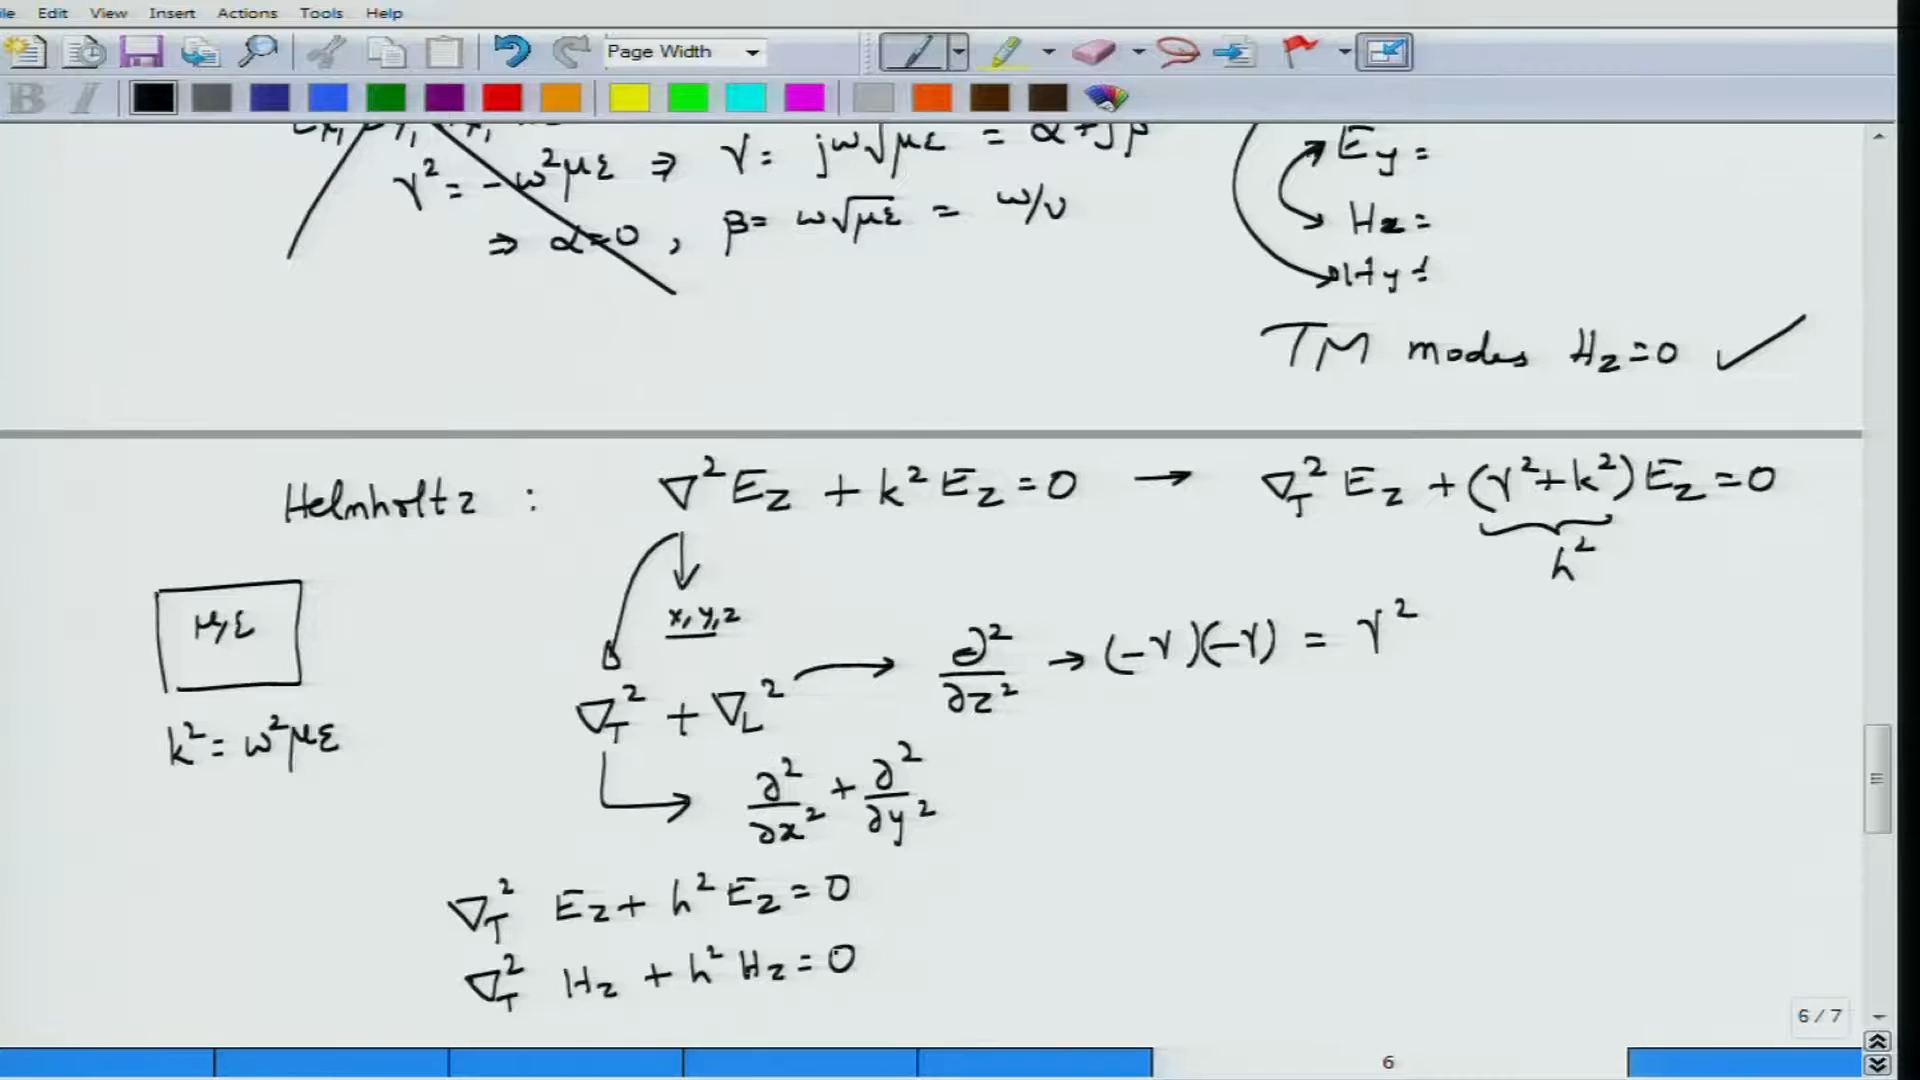 File Edit View Insert Actions Tools Help
Page Width
B I
γ² = -ω²με ⇒ γ = jω√με = α+jβ
⇒ α=0, β= ω√με = ω/ν
Ey =
Hx =
Hy =
TM modes Hz=0 ✓
Helmholtz : ∇²Ez + k²Ez = 0 → ∇T² Ez + (γ²+k²)Ez = 0
h²
μ,ε
x,y,z
k² = ω²με
∇T² + ∇L² → ∂²/∂z² → (-γ)(-γ) = γ²
→ ∂²/∂x² + ∂²/∂y²
∇T² Ez + h² Ez = 0
∇T² Hz + h² Hz = 0
6 / 7
6